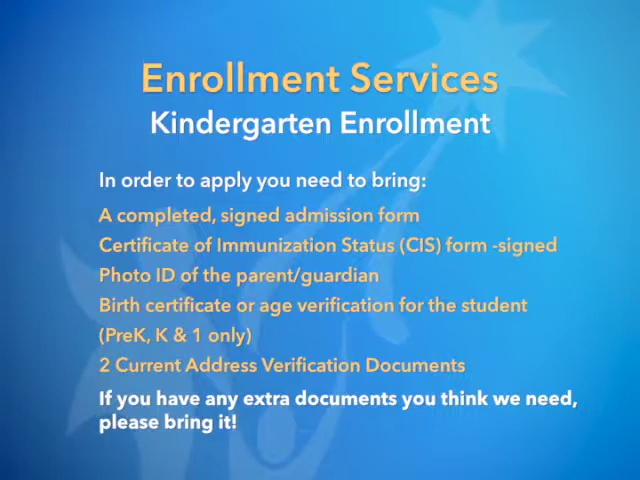 Enrollment Services
Kindergarten Enrollment
In order to apply you need to bring:
A completed, signed admission form
Certificate of Immunization Status (CIS) form -signed
Photo ID of the parent/guardian
Birth certificate or age verification for the student
(PreK, K & 1 only)
2 Current Address Verification Documents
If you have any extra documents you think we need,
please bring it!